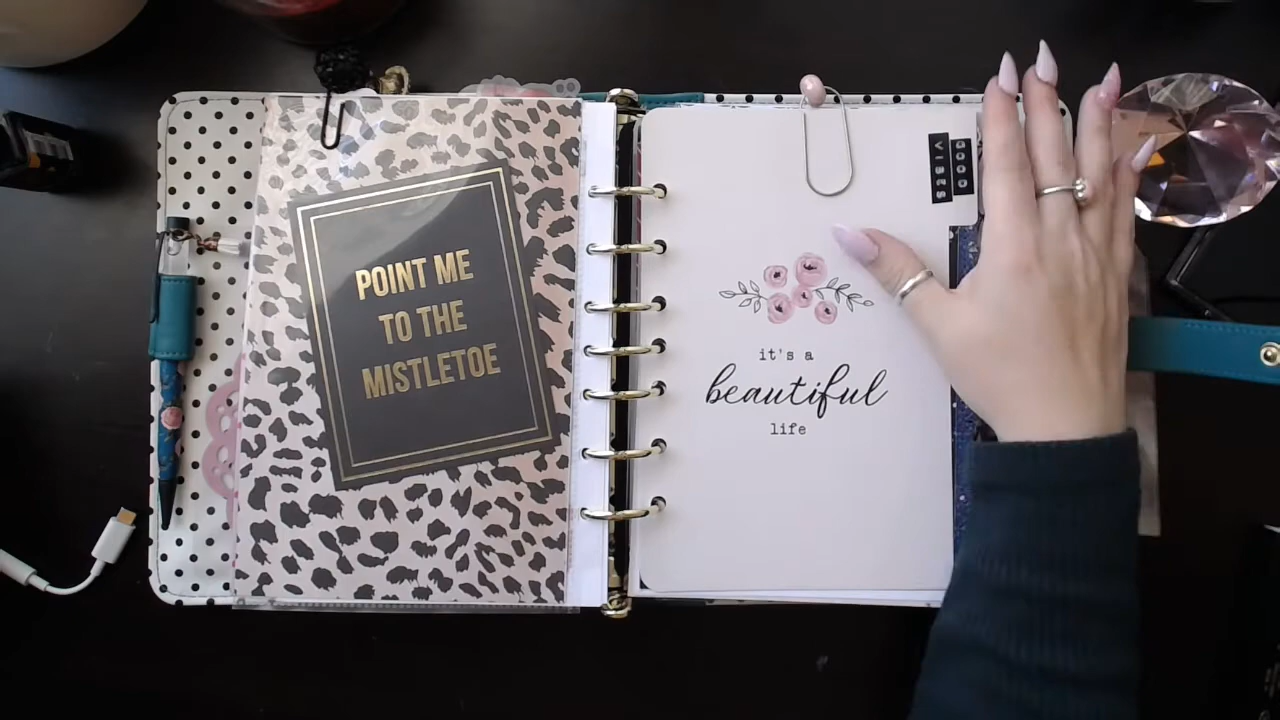 POINT ME
TO THE
MISTLETOE
GOOD
VIBES
it's a
beautiful
life